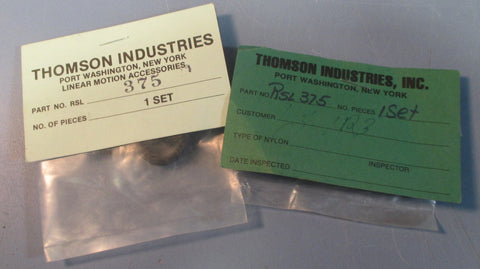 THOMSON INDUSTRIES
PORT WASHINGTON, NEW YORK
LINEAR MOTION ACCESSORIES
PART NO. RSL 375
NO. OF PIECES 1 SET
THOMSON INDUSTRIES, INC.
PORT WASHINGTON, NEW YORK
PART NO. RSL 375 NO. PIECES 1 Set
CUSTOMER
TYPE OF NYLON
DATE INSPECTED INSPECTOR